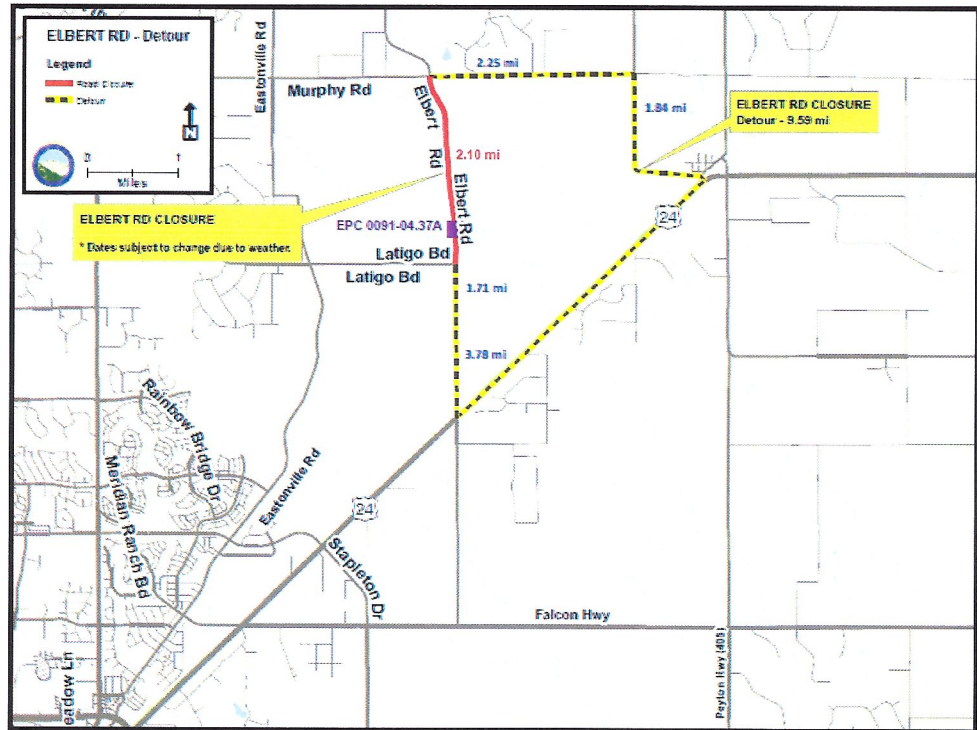 ELBERT RD - Detour
Legend
Road Closure
Detour
0 1
Miles
Eastonville Rd
Murphy Rd
2.25 mi
1.84 mi
ELBERT RD CLOSURE
Detour - 9.59 mi
Elbert Rd
2.10 mi
Elbert Rd
ELBERT RD CLOSURE
* Dates subject to change due to weather.
EPC 0091-04.37A
24
Latigo Bd
Latigo Bd
1.71 mi
3.78 mi
Rainbow Bridge Dr
Meridian Ranch Bd
Eastonville Rd
24
Stapleton Dr
Falcon Hwy
Peyton Hwy (405)
eadow Ln